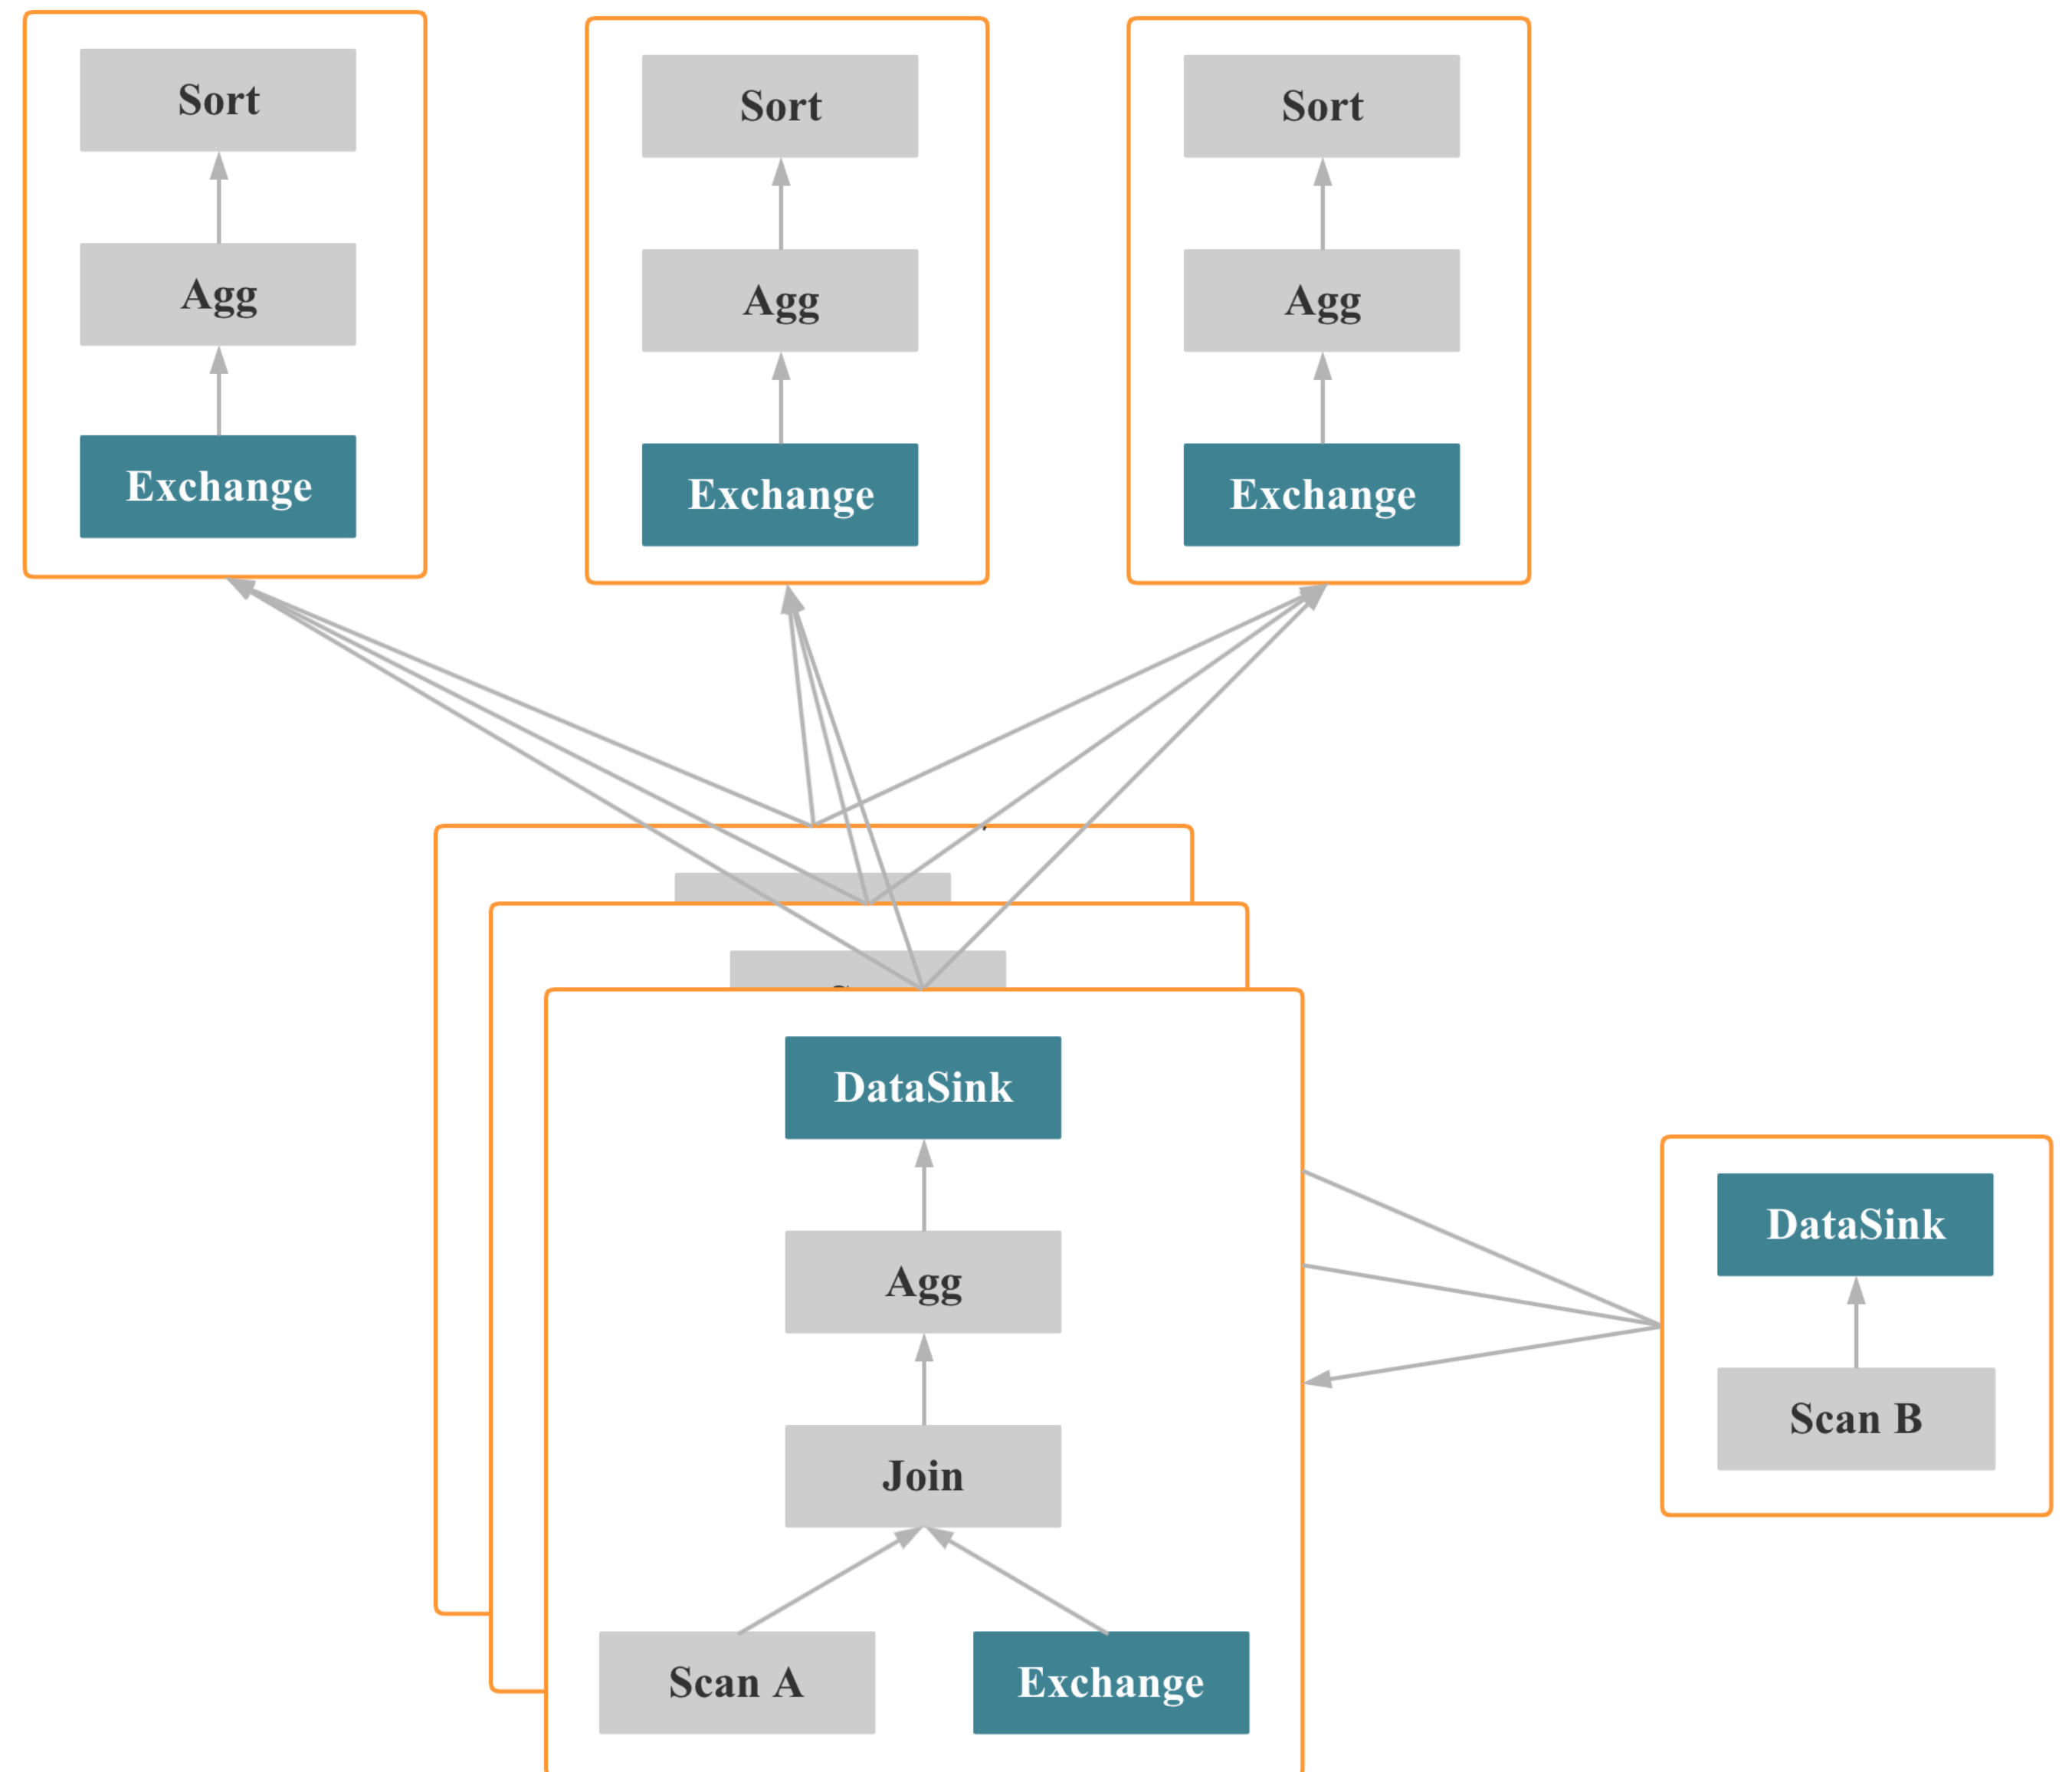 Sort
Agg
Exchange
Sort
Agg
Exchange
Sort
Agg
Exchange
DataSink
Agg
Join
Scan A
Exchange
DataSink
Scan B